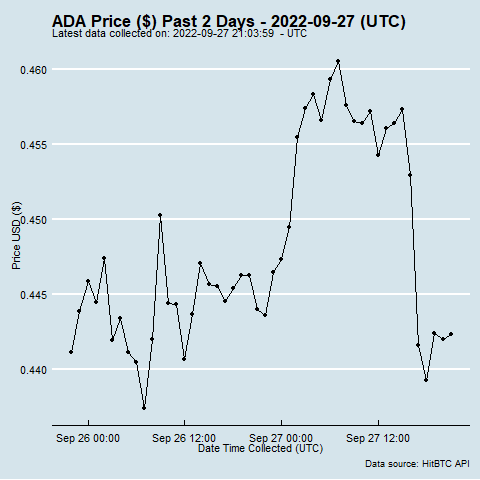 ADA Price ($) Past 2 Days - 2022-09-27 (UTC)
Latest data collected on: 2022-09-27 21:03:59 - UTC
0.460
0.455
0.450
0.445
0.440
Price USD ($)
Sep 26 00:00 Sep 26 12:00 Sep 27 00:00 Sep 27 12:00
Date Time Collected (UTC)
Data source: HitBTC API